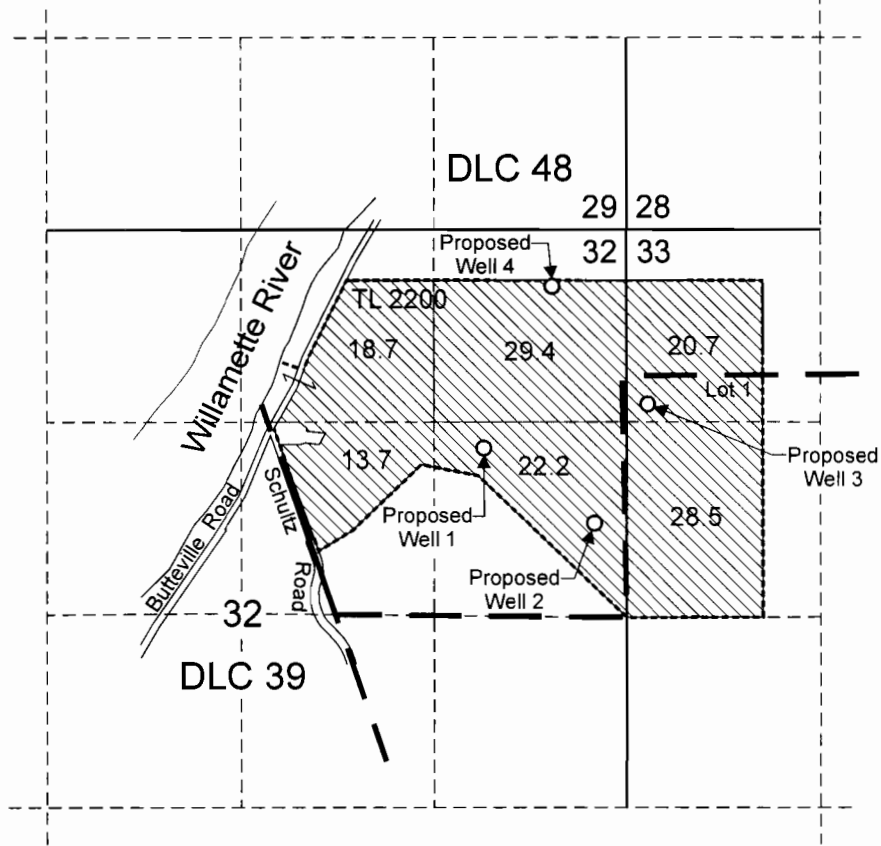 DLC 48
29 28
32 33
Proposed
Well 4
Willamette River
TL 2200
18.7
29.4
20.7
Lot 1
13.7
22.2
Proposed
Well 3
Schultz
Road
Proposed
Well 1
28.5
Butteville Road
Proposed
Well 2
32
DLC 39